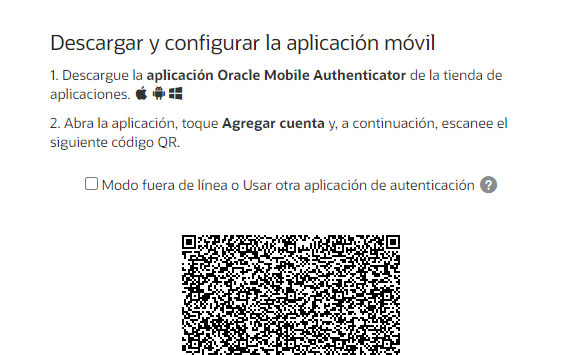 Descargar y configurar la aplicación móvil
1. Descargue la aplicación Oracle Mobile Authenticator de la tienda de
aplicaciones.
2. Abra la aplicación, toque Agregar cuenta y, a continuación, escanee el
siguiente código QR.
Modo fuera de línea o Usar otra aplicación de autenticación ?